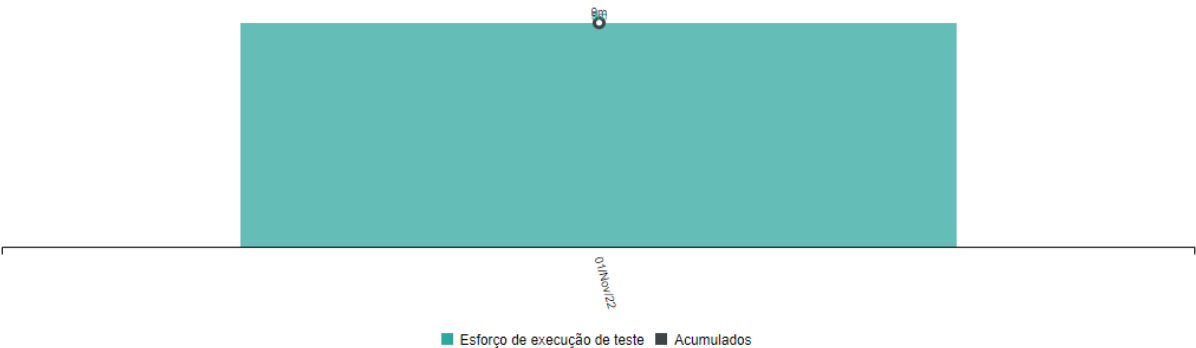 9m
01/Nov/22
Esforço de execução de teste
Acumulados